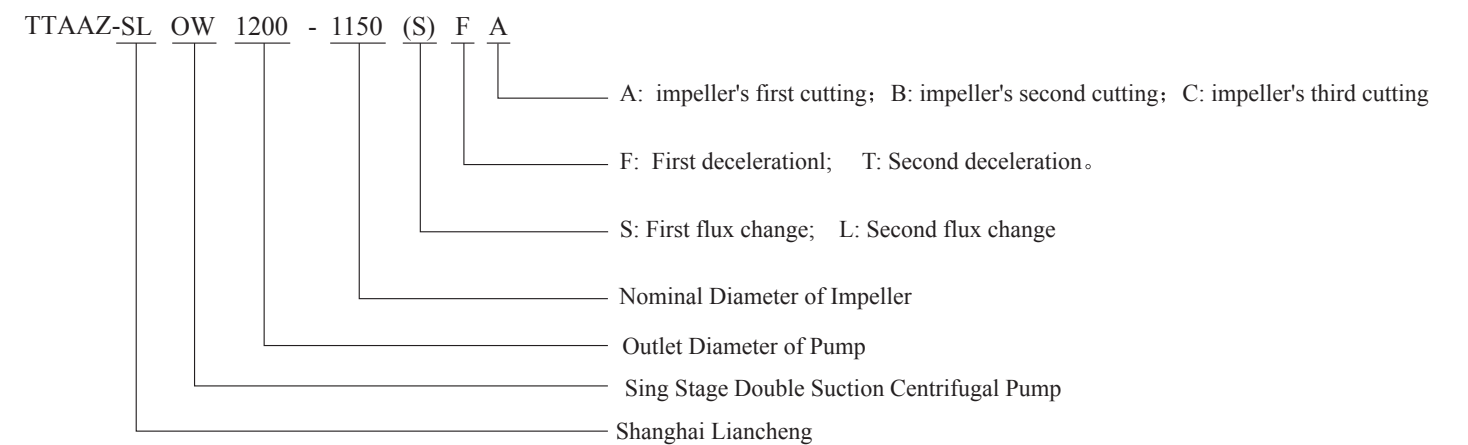 TTAAZ-SL OW 1200 - 1150 (S) F A
A: impeller's first cutting；B: impeller's second cutting；C: impeller's third cutting
F: First decelerationl; T: Second deceleration。
S: First flux change; L: Second flux change
Nominal Diameter of Impeller
Outlet Diameter of Pump
Sing Stage Double Suction Centrifugal Pump
Shanghai Liancheng